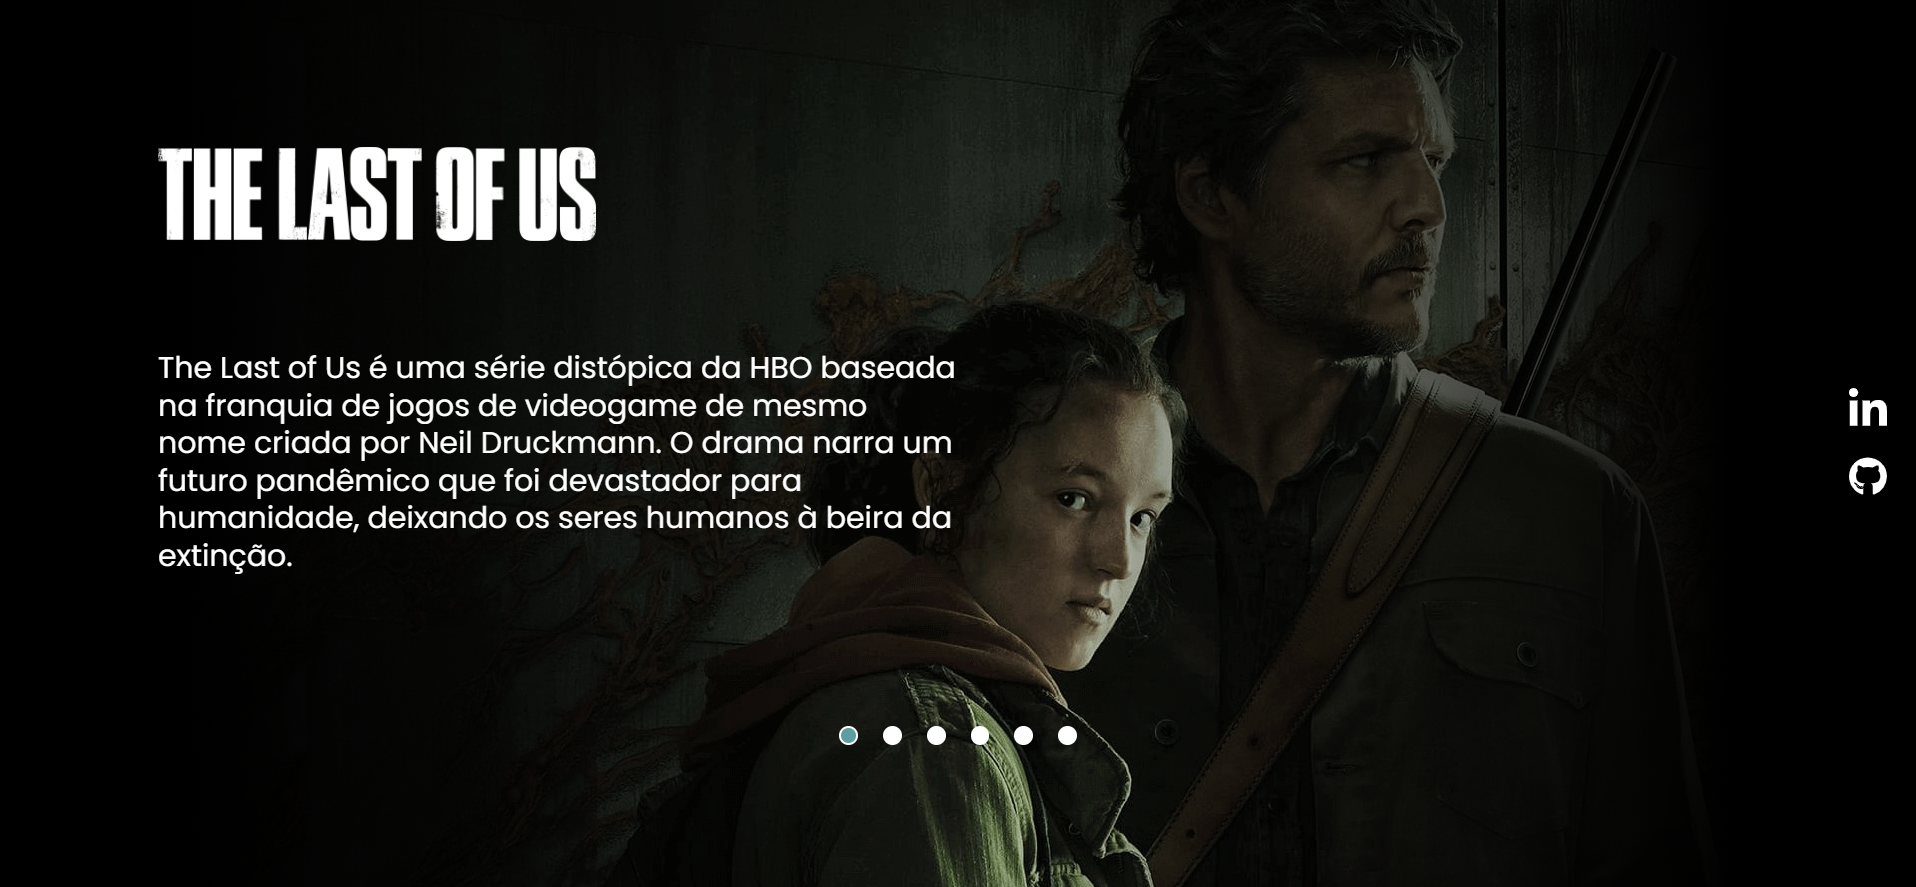 THE LAST OF US
The Last of Us é uma série distópica da HBO baseada
na franquia de jogos de videogame de mesmo
nome criada por Neil Druckmann. O drama narra um
futuro pandêmico que foi devastador para
humanidade, deixando os seres humanos à beira da
extinção.
in